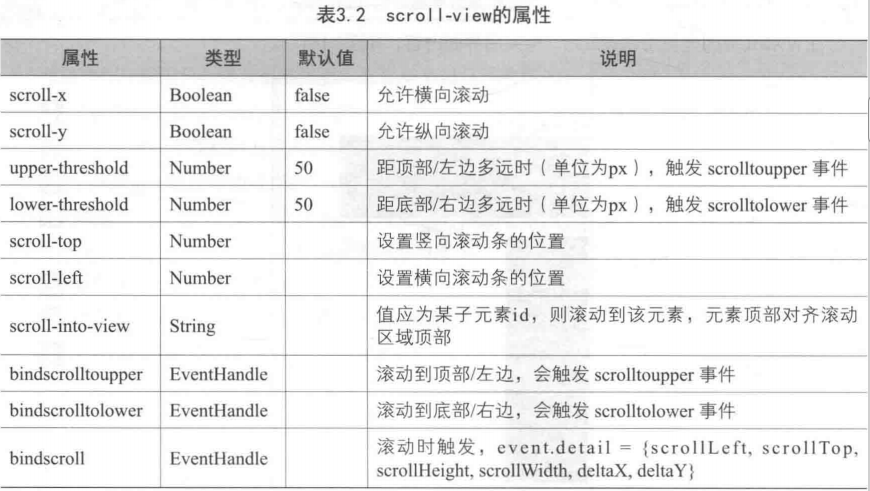 表3.2 scroll-view的属性
属性 类型 默认值 说明
scroll-x Boolean false 允许横向滚动
scroll-y Boolean false 允许纵向滚动
upper-threshold Number 50 距顶部/左边多远时（单位为px），触发 scrolltoupper 事件
lower-threshold Number 50 距底部/右边多远时（单位为px），触发 scrolltolower 事件
scroll-top Number 设置竖向滚动条的位置
scroll-left Number 设置横向滚动条的位置
scroll-into-view String 值应为某子元素id，则滚动到该元素，元素顶部对齐滚动
区域顶部
bindscrolltoupper EventHandle 滚动到顶部/左边，会触发 scrolltoupper 事件
bindscrolltolower EventHandle 滚动到底部/右边，会触发 scrolltolower 事件
bindscroll EventHandle 滚动时触发，event.detail = {scrollLeft, scrollTop,
scrollHeight, scrollWidth, deltaX, deltaY}